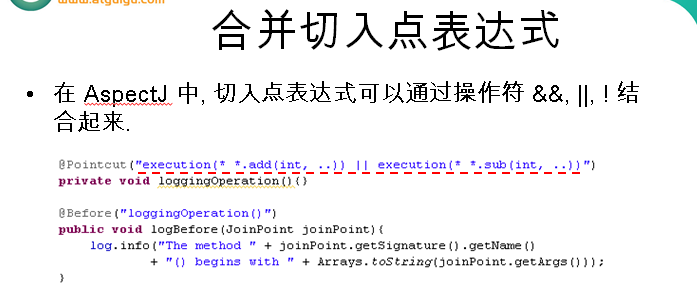 www.atguigu.com
合并切入点表达式
• 在 AspectJ 中, 切入点表达式可以通过操作符 &&, ||, ! 结
合起来.
@Pointcut("execution(* *.add(int, ..)) || execution(* *.sub(int, ..))")
private void loggingOperation(){}
@Before("loggingOperation()")
public void logBefore(JoinPoint joinPoint){
log.info("The method " + joinPoint.getSignature().getName()
+ "() begins with " + Arrays.toString(joinPoint.getArgs()));
}